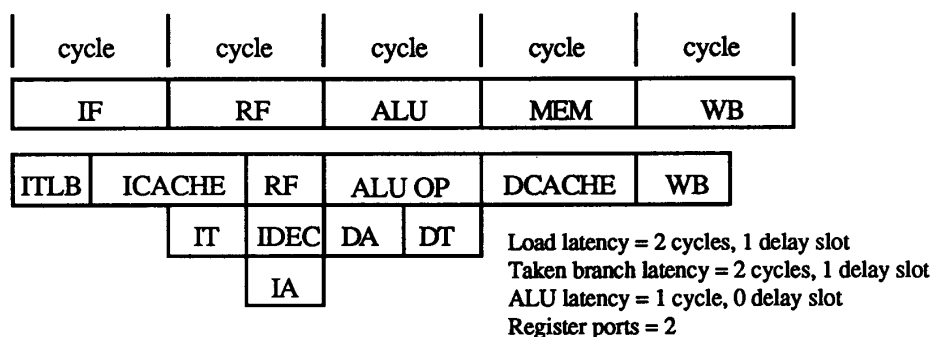 cycle cycle cycle cycle cycle
IF RF ALU MEM WB
ITLB ICACHE RF ALU OP DCACHE WB
IT IDEC DA DT
Load latency = 2 cycles, 1 delay slot
Taken branch latency = 2 cycles, 1 delay slot
IA
ALU latency = 1 cycle, 0 delay slot
Register ports = 2